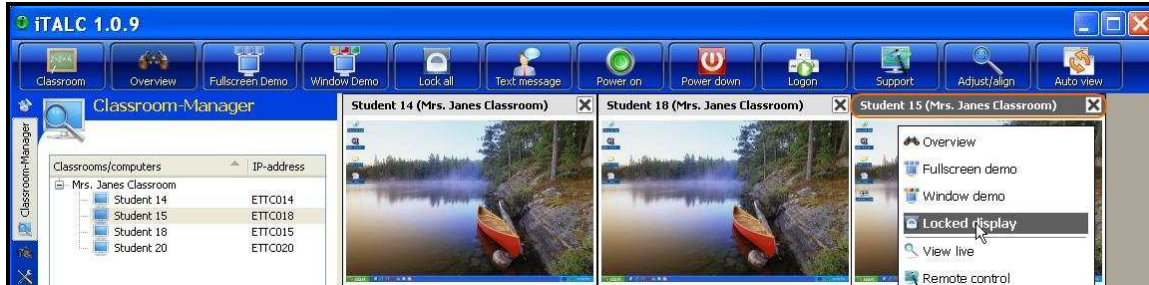 iTALC 1.0.9
Classroom
Overview
Fullscreen Demo
Window Demo
Lock all
Text message
Power on
Power down
Logon
Support
Adjust/align
Auto view
Classroom-Manager
Classroom-Manager
Classrooms/computers IP-address
Mrs. Janes Classroom
Student 14 ETTC014
Student 15 ETTC018
Student 18 ETTC015
Student 20 ETTC020
Student 14 (Mrs. Janes Classroom)
Student 18 (Mrs. Janes Classroom)
Student 15 (Mrs. Janes Classroom)
Overview
Fullscreen demo
Window demo
Locked display
View live
Remote control